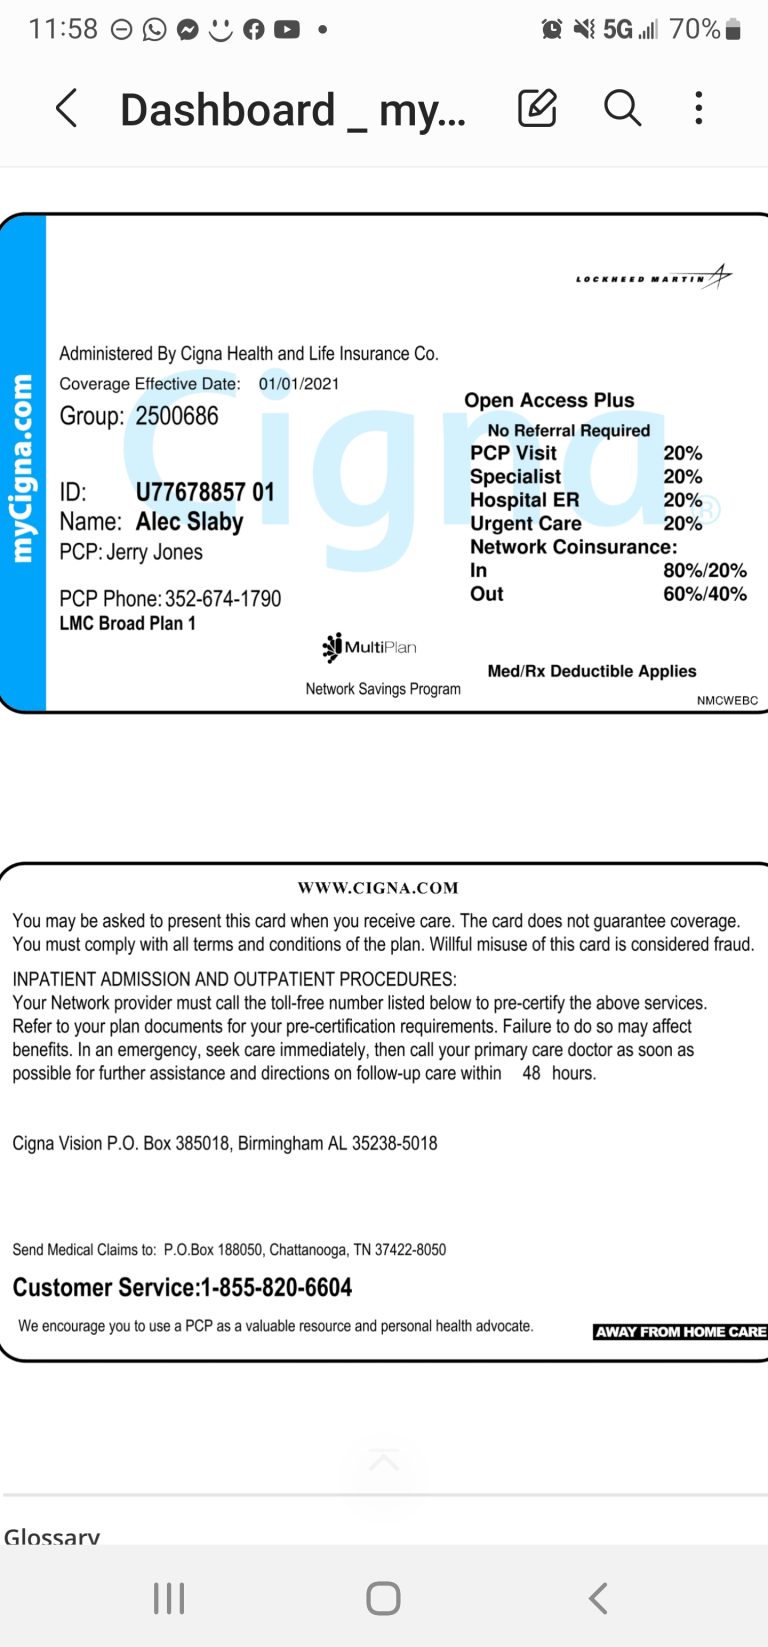 11:58
5G
70%
Dashboard _ my...
LOCKHEED MARTIN
myCigna.com
Cigna®
Administered By Cigna Health and Life Insurance Co.
Coverage Effective Date: 01/01/2021
Group: 2500686
ID: U77678857 01
Name: Alec Slaby
PCP: Jerry Jones
PCP Phone: 352-674-1790
LMC Broad Plan 1
Open Access Plus
No Referral Required
PCP Visit 20%
Specialist 20%
Hospital ER 20%
Urgent Care 20%
Network Coinsurance:
In 80%/20%
Out 60%/40%
MultiPlan
Network Savings Program
Med/Rx Deductible Applies
NMCWEBC
WWW.CIGNA.COM
You may be asked to present this card when you receive care. The card does not guarantee coverage.
You must comply with all terms and conditions of the plan. Willful misuse of this card is considered fraud.
INPATIENT ADMISSION AND OUTPATIENT PROCEDURES:
Your Network provider must call the toll-free number listed below to pre-certify the above services.
Refer to your plan documents for your pre-certification requirements. Failure to do so may affect
benefits. In an emergency, seek care immediately, then call your primary care doctor as soon as
possible for further assistance and directions on follow-up care within 48 hours.
Cigna Vision P.O. Box 385018, Birmingham AL 35238-5018
Send Medical Claims to: P.O.Box 188050, Chattanooga, TN 37422-8050
Customer Service:1-855-820-6604
We encourage you to use a PCP as a valuable resource and personal health advocate.
AWAY FROM HOME CARE
Glossary